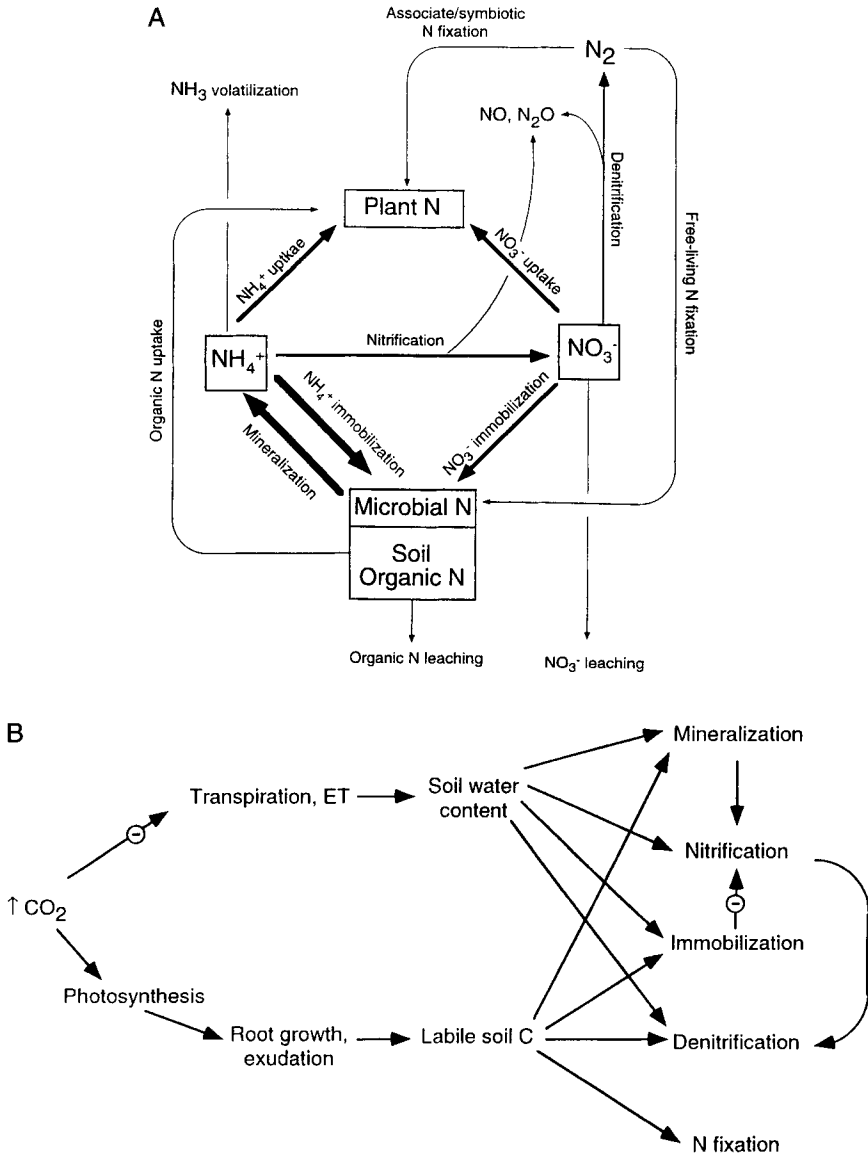 A
Associate/symbiotic
N fixation
N2
NH3 volatilization
NO, N2O
Denitrification
Plant N
Free-living N fixation
NH4+ uptkae
NO3- uptake
Organic N uptake
Nitrification
NH4+
NO3-
NH4+ immobilization
NO3- immobilization
Mineralization
Microbial N
Soil
Organic N
Organic N leaching
NO3- leaching
B
Mineralization
Transpiration, ET
Soil water
content
Nitrification
⊖
⊖
↑ CO2
Immobilization
Photosynthesis
Root growth,
exudation
Labile soil C
Denitrification
N fixation